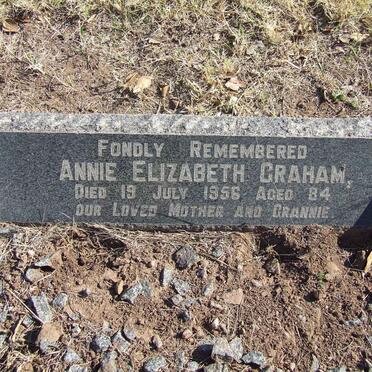 FONDLY REMEMBERED
ANNIE ELIZABETH GRAHAM,
DIED 19 JULY 1956 AGED 84
OUR LOVED MOTHER AND GRANNIE